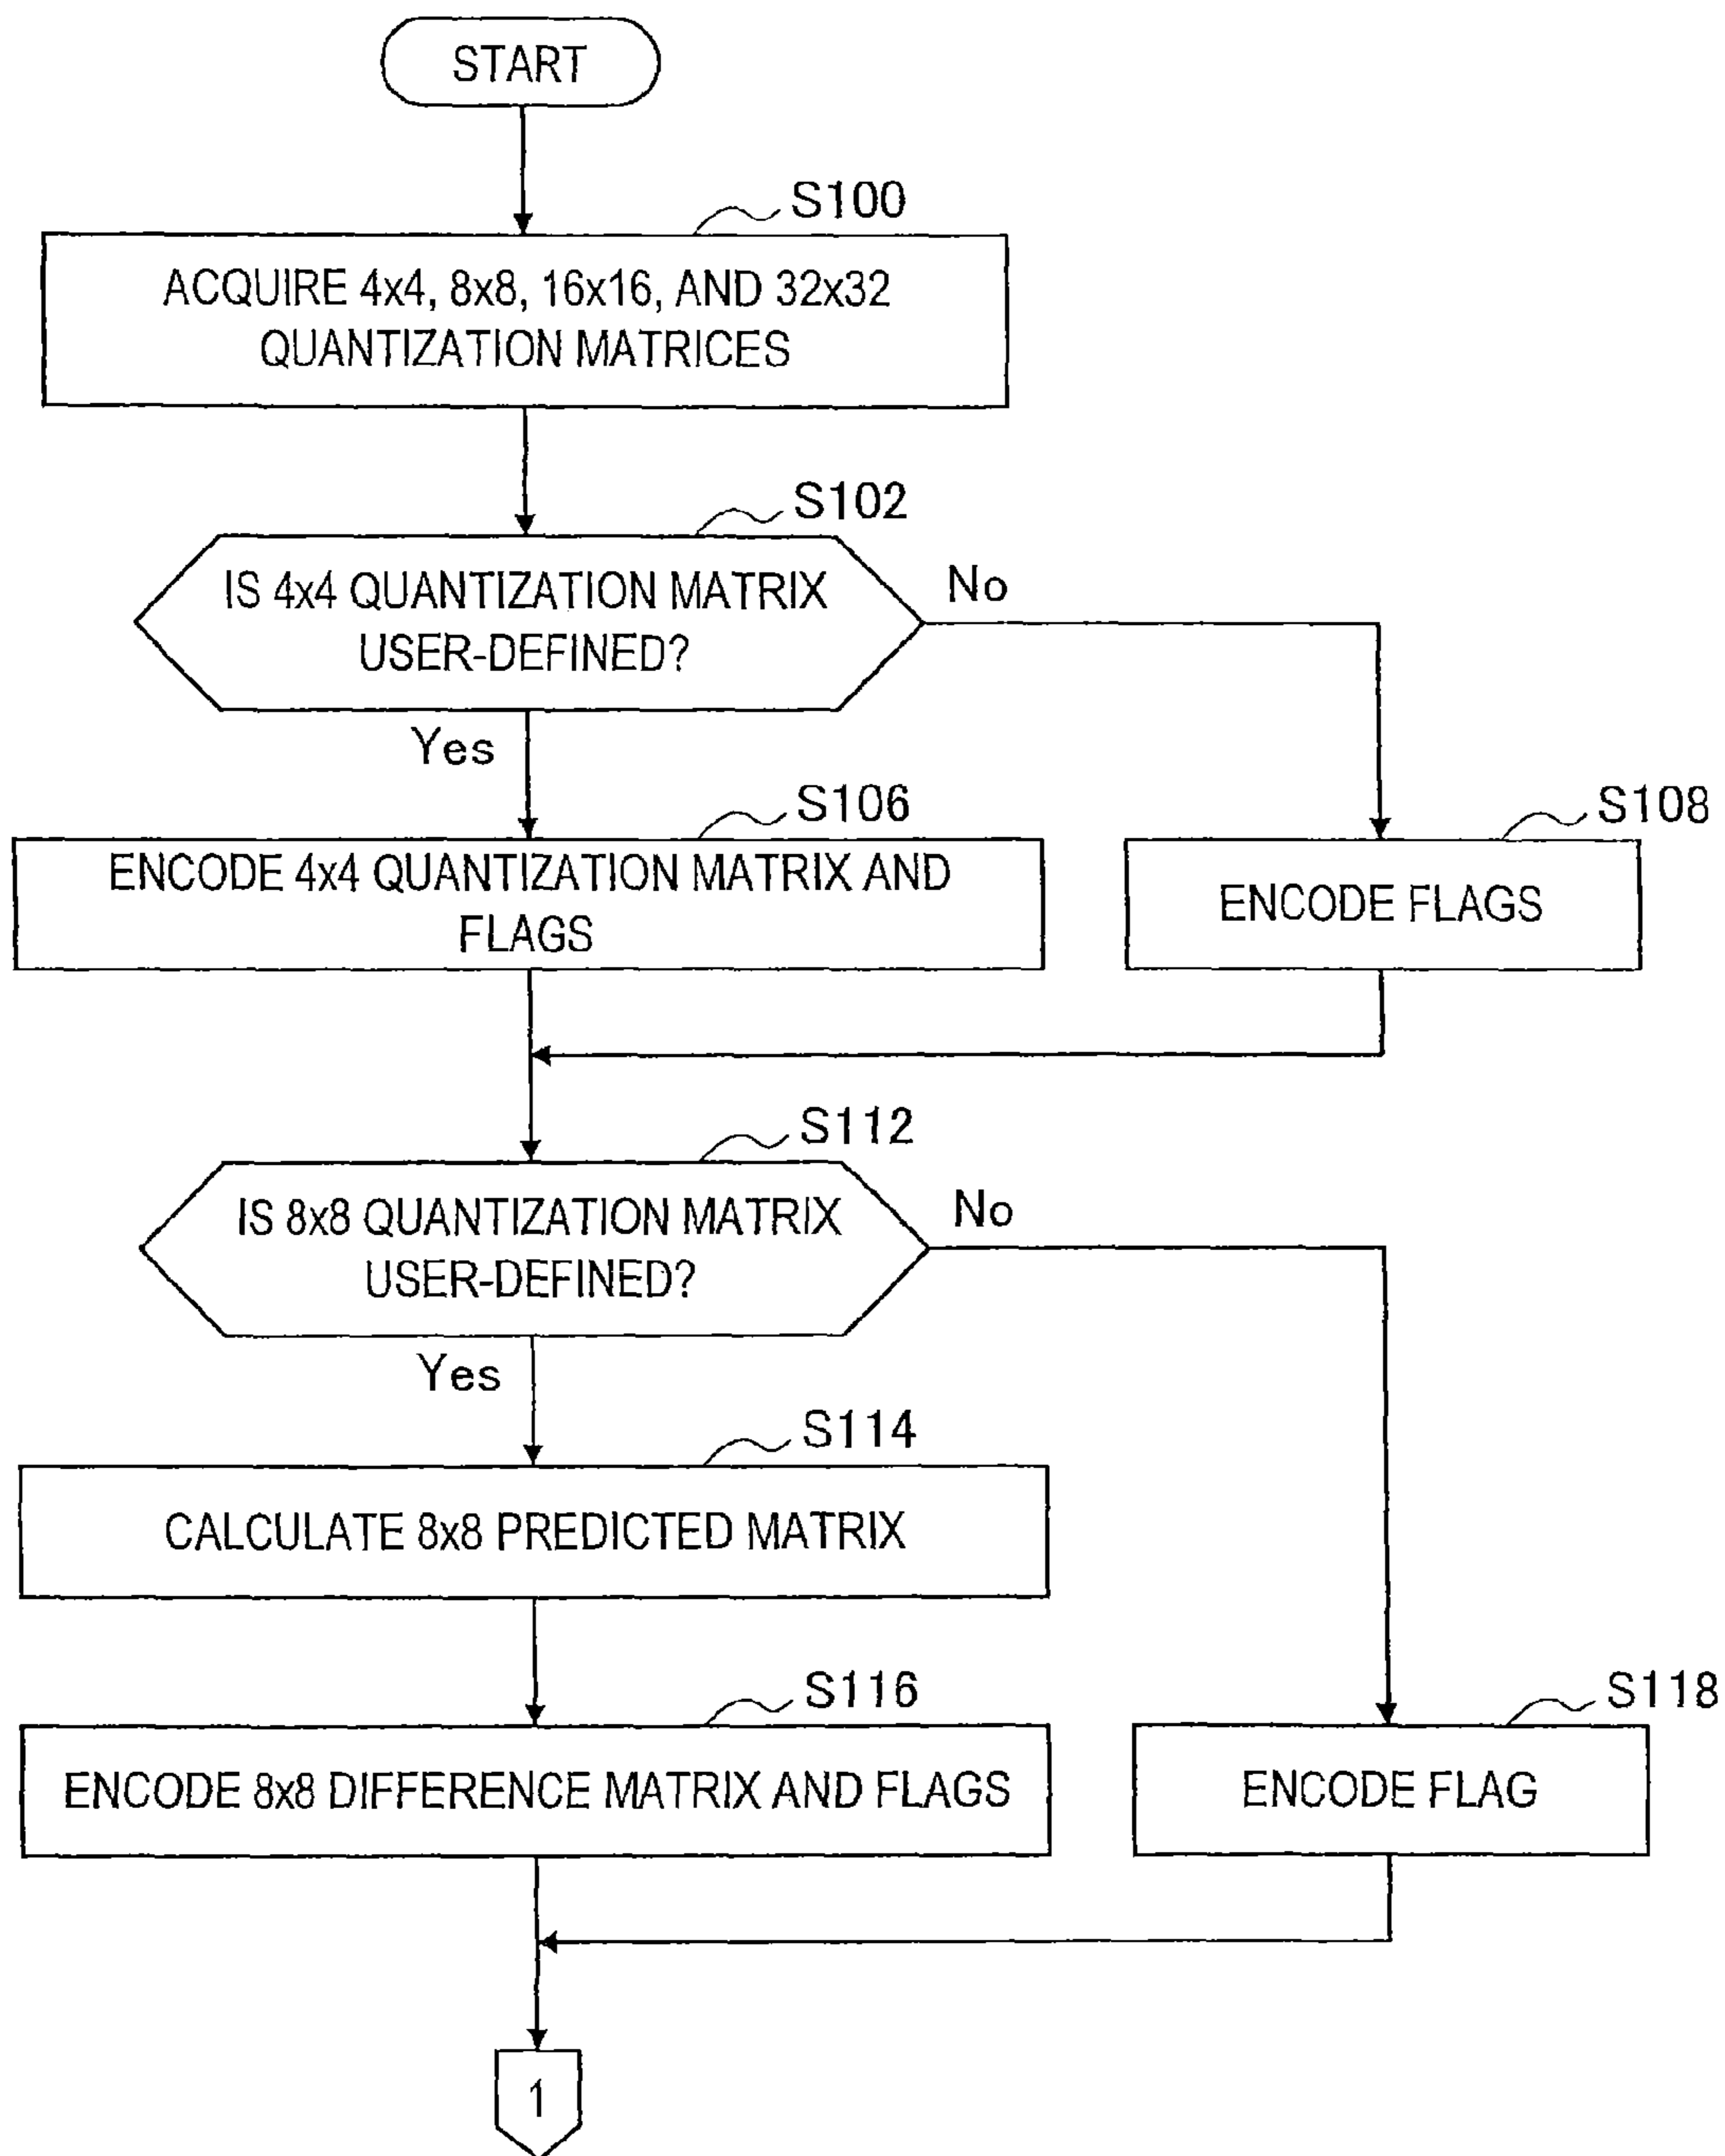 START
S100
ACQUIRE 4x4, 8x8, 16x16, AND 32x32
QUANTIZATION MATRICES
S102
IS 4x4 QUANTIZATION MATRIX
USER-DEFINED?
No
Yes
S106
ENCODE 4x4 QUANTIZATION MATRIX AND
FLAGS
S108
ENCODE FLAGS
S112
IS 8x8 QUANTIZATION MATRIX
USER-DEFINED?
No
Yes
S114
CALCULATE 8x8 PREDICTED MATRIX
S116
ENCODE 8x8 DIFFERENCE MATRIX AND FLAGS
S118
ENCODE FLAG
1